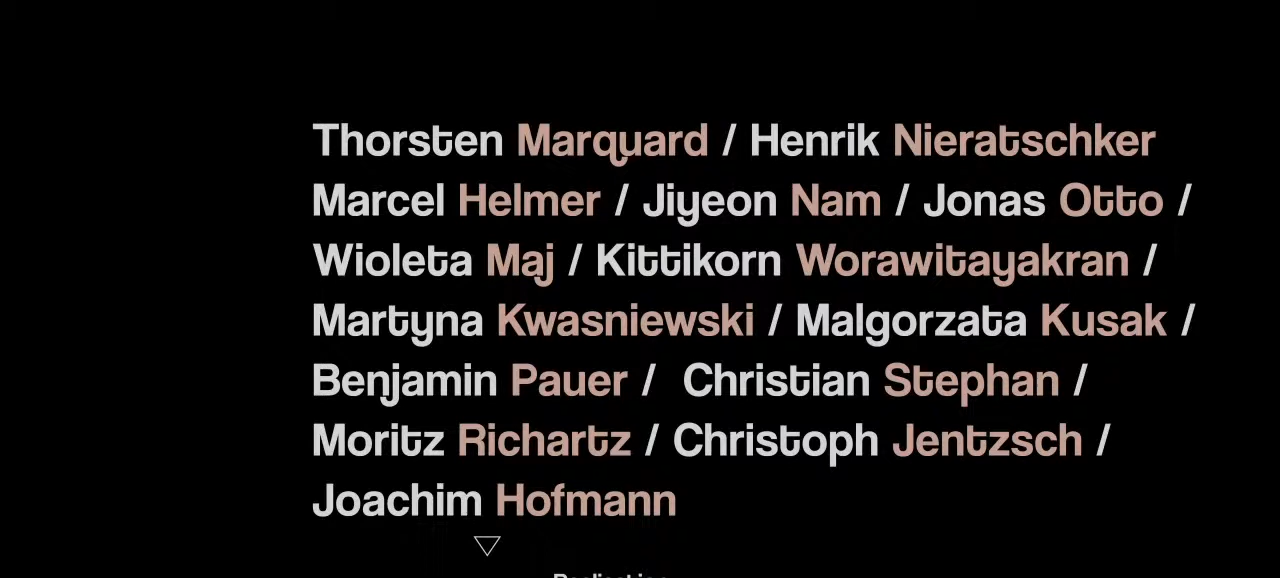 Thorsten Marquard / Henrik Nieratschker
Marcel Helmer / Jiyeon Nam / Jonas Otto /
Wioleta Maj / Kittikorn Worawitayakran /
Martyna Kwasniewski / Malgorzata Kusak /
Benjamin Pauer / Christian Stephan /
Moritz Richartz / Christoph Jentzsch /
Joachim Hofmann